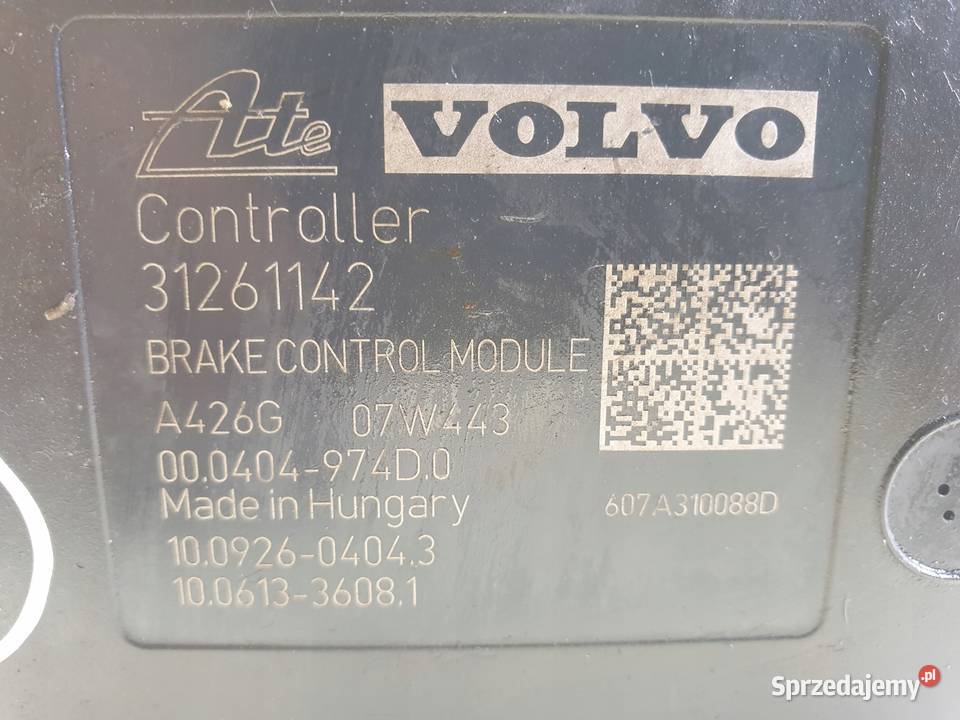 Ate VOLVO
Controller
31261142
BRAKE CONTROL MODULE
A426G 07W443
00.0404-974D.0
Made in Hungary
607A310088D
10.0926-0404.3
10.0613-3608.1
Sprzedajemy.pl